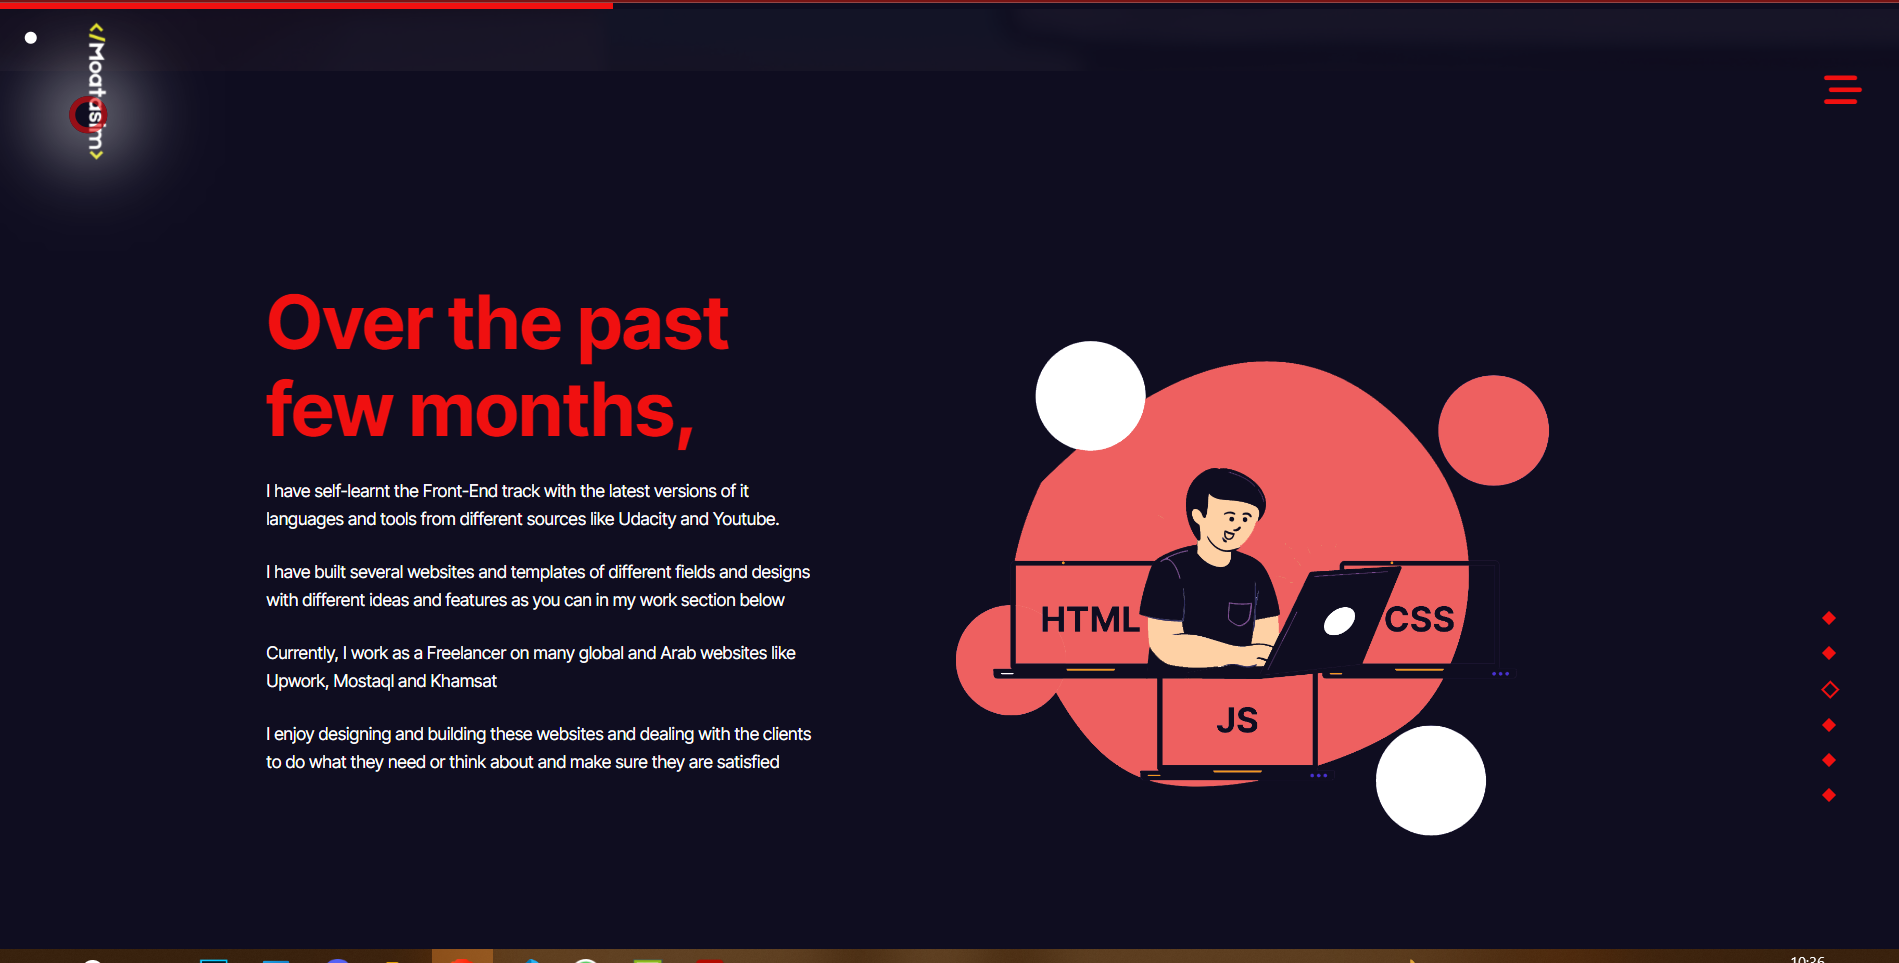 </Moatasim>
Over the past
few months,
I have self-learnt the Front-End track with the latest versions of it
languages and tools from different sources like Udacity and Youtube.
I have built several websites and templates of different fields and designs
with different ideas and features as you can in my work section below
Currently, I work as a Freelancer on many global and Arab websites like
Upwork, Mostaql and Khamsat
I enjoy designing and building these websites and dealing with the clients
to do what they need or think about and make sure they are satisfied
HTML
CSS
JS
10:36